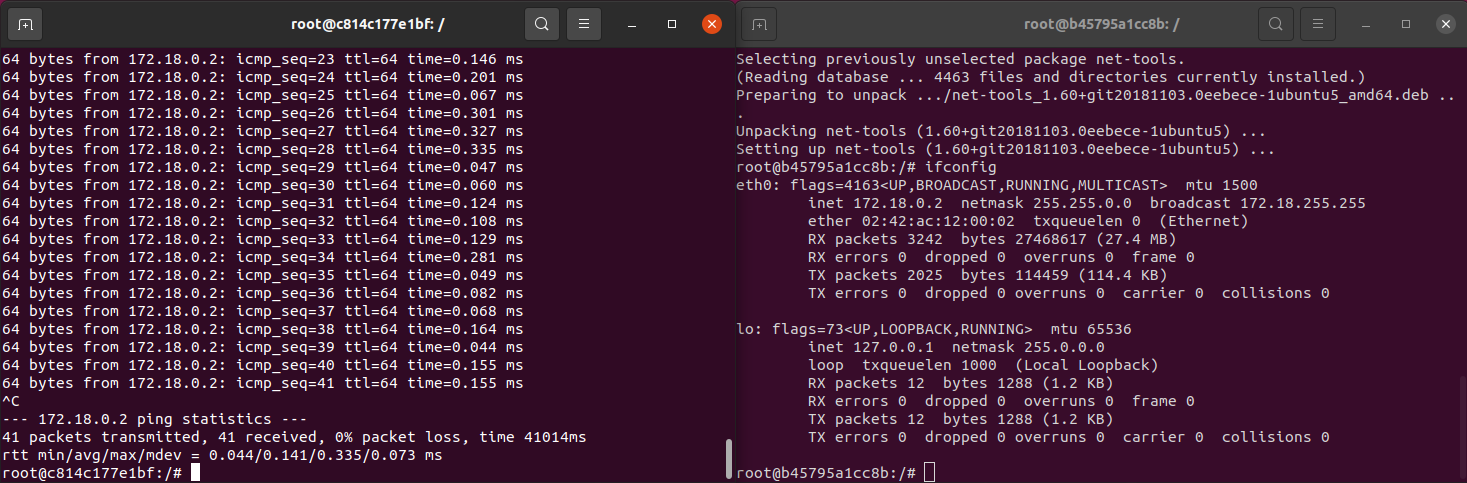 root@c814c177e1bf: /
64 bytes from 172.18.0.2: icmp_seq=23 ttl=64 time=0.146 ms
64 bytes from 172.18.0.2: icmp_seq=24 ttl=64 time=0.201 ms
64 bytes from 172.18.0.2: icmp_seq=25 ttl=64 time=0.067 ms
64 bytes from 172.18.0.2: icmp_seq=26 ttl=64 time=0.301 ms
64 bytes from 172.18.0.2: icmp_seq=27 ttl=64 time=0.327 ms
64 bytes from 172.18.0.2: icmp_seq=28 ttl=64 time=0.335 ms
64 bytes from 172.18.0.2: icmp_seq=29 ttl=64 time=0.047 ms
64 bytes from 172.18.0.2: icmp_seq=30 ttl=64 time=0.060 ms
64 bytes from 172.18.0.2: icmp_seq=31 ttl=64 time=0.124 ms
64 bytes from 172.18.0.2: icmp_seq=32 ttl=64 time=0.108 ms
64 bytes from 172.18.0.2: icmp_seq=33 ttl=64 time=0.129 ms
64 bytes from 172.18.0.2: icmp_seq=34 ttl=64 time=0.281 ms
64 bytes from 172.18.0.2: icmp_seq=35 ttl=64 time=0.049 ms
64 bytes from 172.18.0.2: icmp_seq=36 ttl=64 time=0.082 ms
64 bytes from 172.18.0.2: icmp_seq=37 ttl=64 time=0.068 ms
64 bytes from 172.18.0.2: icmp_seq=38 ttl=64 time=0.164 ms
64 bytes from 172.18.0.2: icmp_seq=39 ttl=64 time=0.044 ms
64 bytes from 172.18.0.2: icmp_seq=40 ttl=64 time=0.155 ms
64 bytes from 172.18.0.2: icmp_seq=41 ttl=64 time=0.155 ms
^C
--- 172.18.0.2 ping statistics ---
41 packets transmitted, 41 received, 0% packet loss, time 41014ms
rtt min/avg/max/mdev = 0.044/0.141/0.335/0.073 ms
root@c814c177e1bf:/#
root@b45795a1cc8b: /
Selecting previously unselected package net-tools.
(Reading database ... 4463 files and directories currently installed.)
Preparing to unpack .../net-tools_1.60+git20181103.0eebece-1ubuntu5_amd64.deb ..
.
Unpacking net-tools (1.60+git20181103.0eebece-1ubuntu5) ...
Setting up net-tools (1.60+git20181103.0eebece-1ubuntu5) ...
root@b45795a1cc8b:/# ifconfig
eth0: flags=4163<UP,BROADCAST,RUNNING,MULTICAST>  mtu 1500
        inet 172.18.0.2  netmask 255.255.0.0  broadcast 172.18.255.255
        ether 02:42:ac:12:00:02  txqueuelen 0  (Ethernet)
        RX packets 3242  bytes 27468617 (27.4 MB)
        RX errors 0  dropped 0  overruns 0  frame 0
        TX packets 2025  bytes 114459 (114.4 KB)
        TX errors 0  dropped 0 overruns 0  carrier 0  collisions 0
lo: flags=73<UP,LOOPBACK,RUNNING>  mtu 65536
        inet 127.0.0.1  netmask 255.0.0.0
        loop  txqueuelen 1000  (Local Loopback)
        RX packets 12  bytes 1288 (1.2 KB)
        RX errors 0  dropped 0  overruns 0  frame 0
        TX packets 12  bytes 1288 (1.2 KB)
        TX errors 0  dropped 0 overruns 0  carrier 0  collisions 0
root@b45795a1cc8b:/#